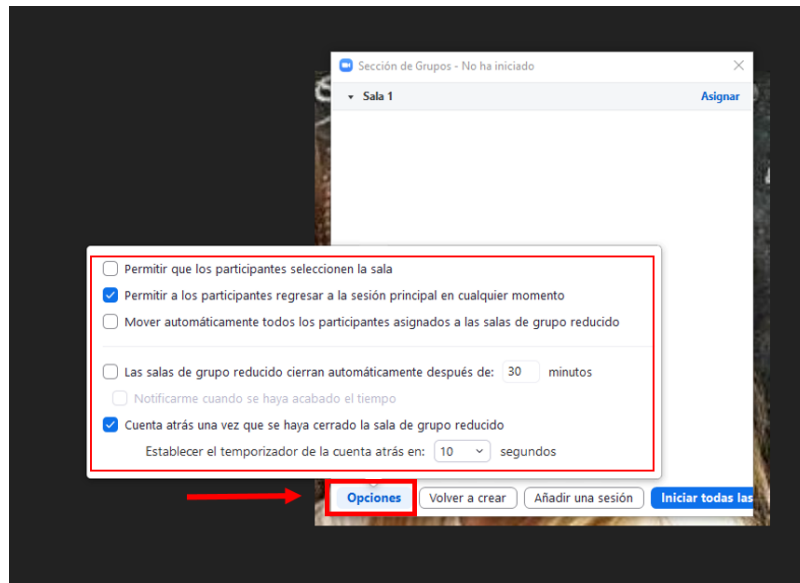 Sección de Grupos - No ha iniciado
Sala 1
Asignar
Permitir que los participantes seleccionen la sala
Permitir a los participantes regresar a la sesión principal en cualquier momento
Mover automáticamente todos los participantes asignados a las salas de grupo reducido
Las salas de grupo reducido cierran automáticamente después de: 30 minutos
Notificarme cuando se haya acabado el tiempo
Cuenta atrás una vez que se haya cerrado la sala de grupo reducido
Establecer el temporizador de la cuenta atrás en: 10 segundos
Opciones
Volver a crear
Añadir una sesión
Iniciar todas las